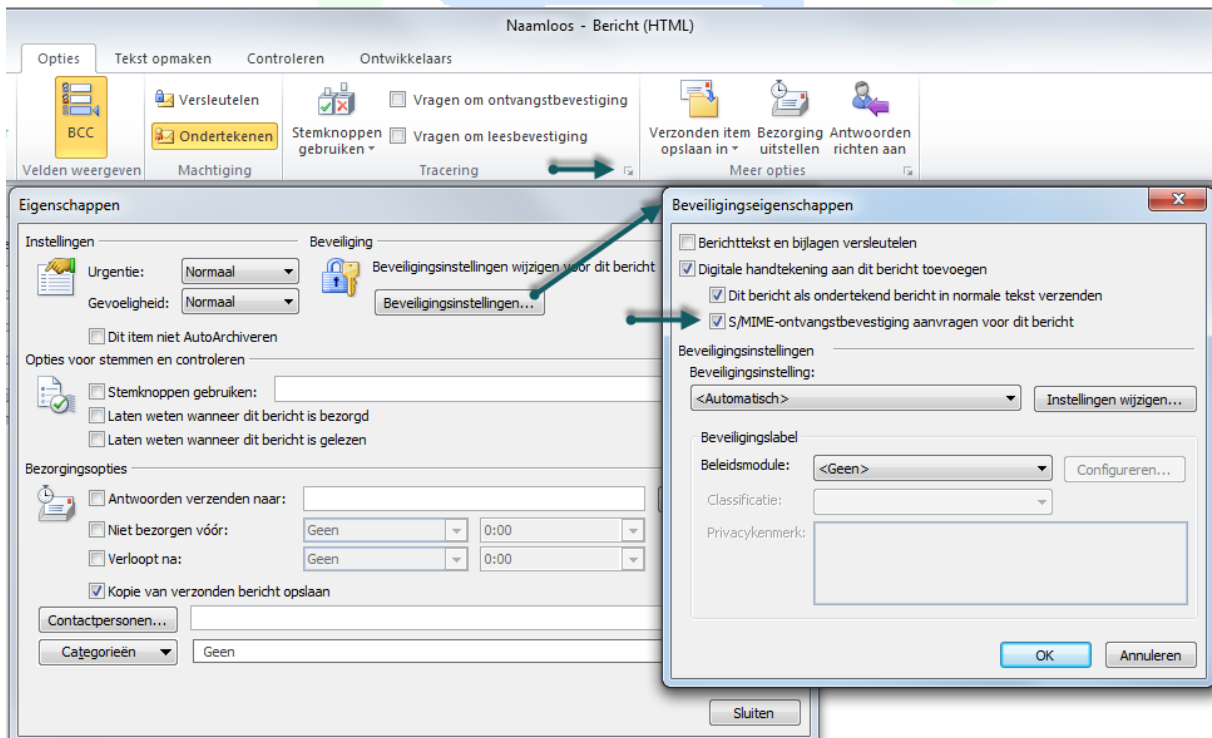 Naamloos - Bericht (HTML)
Opties Tekst opmaken Controleren Ontwikkelaars
BCC
Velden weergeven
Versleutelen
Ondertekenen
Machtiging
Stemknoppen
gebruiken
Vragen om ontvangstbevestiging
Vragen om leesbevestiging
Tracering
Verzonden item
opslaan in
Bezorging
uitstellen
Antwoorden
richten aan
Meer opties
Eigenschappen
Instellingen
Urgentie: Normaal
Gevoeligheid: Normaal
Dit item niet AutoArchiveren
Beveiliging
Beveiligingsinstellingen wijzigen voor dit bericht
Beveiligingsinstellingen...
Opties voor stemmen en controleren
Stemknoppen gebruiken:
Laten weten wanneer dit bericht is bezorgd
Laten weten wanneer dit bericht is gelezen
Bezorgingsopties
Antwoorden verzenden naar:
Niet bezorgen vóór: Geen 0:00
Verloopt na: Geen 0:00
Kopie van verzonden bericht opslaan
Contactpersonen...
Categorieën Geen
Sluiten
Beveiligingseigenschappen
Berichttekst en bijlagen versleutelen
Digitale handtekening aan dit bericht toevoegen
Dit bericht als ondertekend bericht in normale tekst verzenden
S/MIME-ontvangstbevestiging aanvragen voor dit bericht
Beveiligingsinstellingen
Beveiligingsinstelling:
<Automatisch> Instellingen wijzigen...
Beveiligingslabel
Beleidsmodule: <Geen> Configureren...
Classificatie:
Privacykenmerk:
OK Annuleren